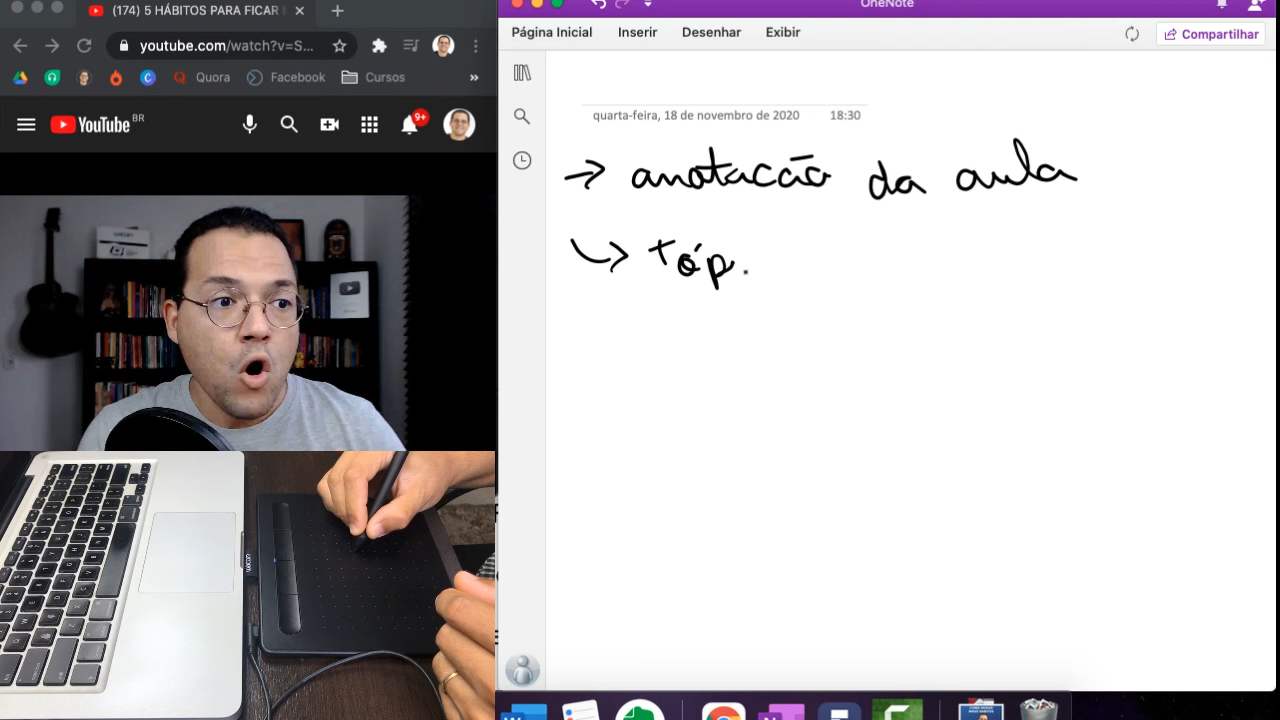 (174) 5 HÁBITOS PARA FICAR
youtube.com/watch?v=S...
Quora
Facebook
Cursos
»
YouTube BR
9+
wacom
OneNote
Página Inicial
Inserir
Desenhar
Exibir
Compartilhar
quarta-feira, 18 de novembro de 2020 18:30
→ anotacão da aula
↳ tóp.